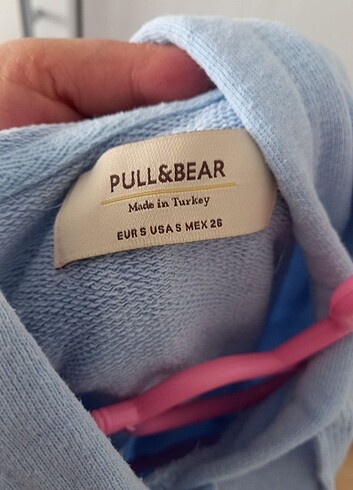 PULL&BEAR
Made in Turkey
EUR S USA S MEX 26